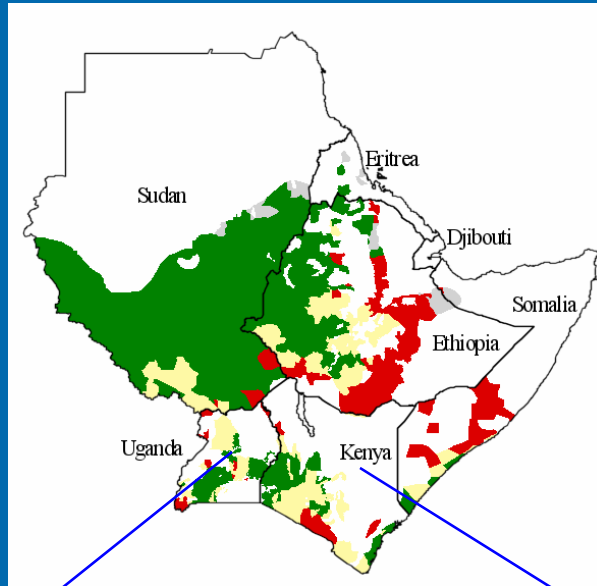 Eritrea
Sudan
Djibouti
Somalia
Ethiopia
Uganda
Kenya